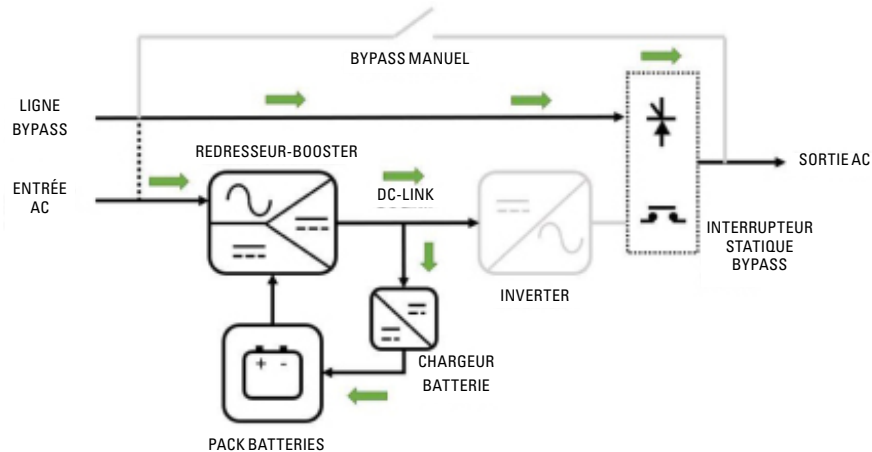 BYPASS MANUEL
LIGNE
BYPASS
REDRESSEUR-BOOSTER
ENTRÉE
AC
DC-LINK
SORTIE AC
INTERRUPTEUR
STATIQUE
BYPASS
INVERTER
CHARGEUR
BATTERIE
+ -
PACK BATTERIES